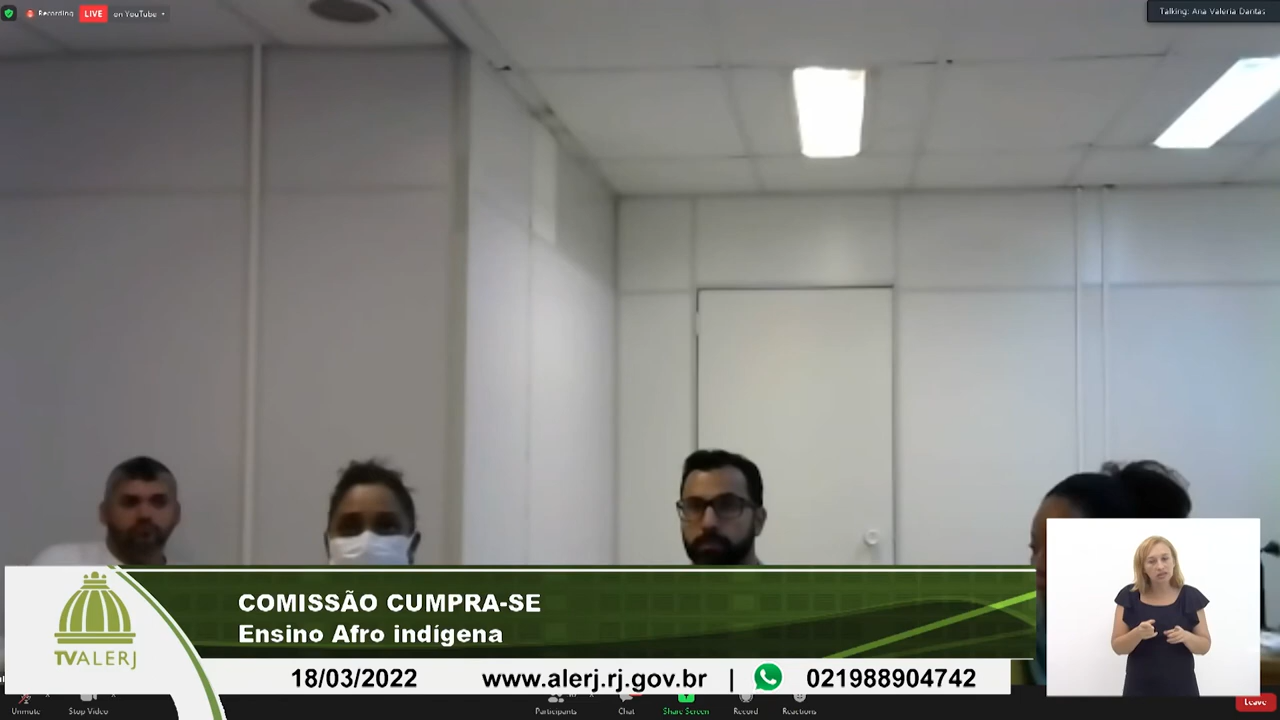 Recording LIVE on YouTube
Talking: Ana Valeria Dantas
COMISSÃO CUMPRA-SE
Ensino Afro indígena
TVALERJ
18/03/2022 www.alerj.rj.gov.br | 021988904742
Unmute Stop Video Participants Chat Share Screen Record Reactions Leave